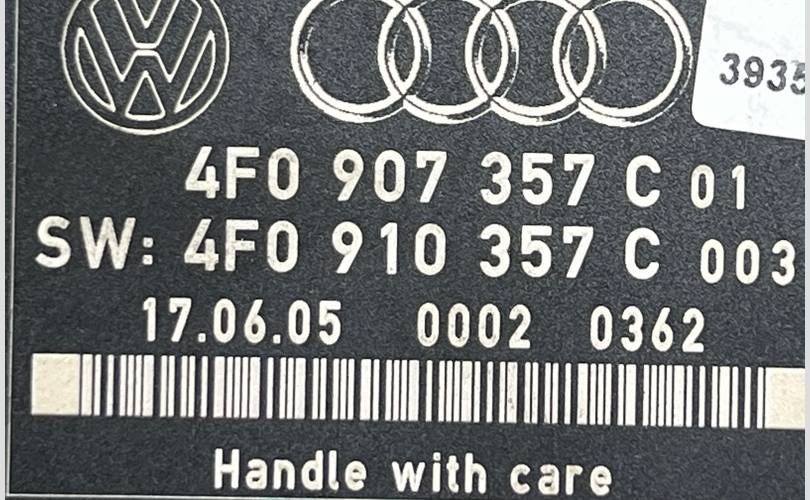 3935
4F0 907 357 C 01
SW: 4F0 910 357 C 003
17.06.05 0002 0362
Handle with care